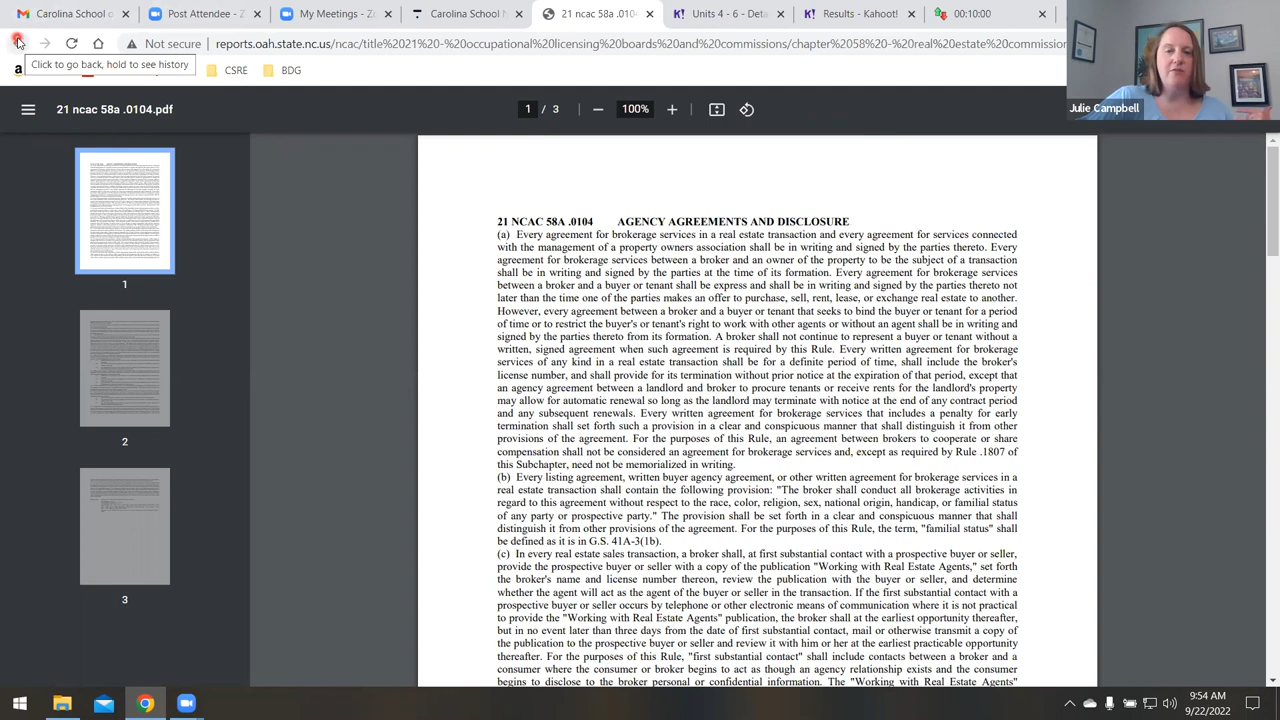 Carolina School o
Post Attendee - Z
My Meetings - Z
Carolina School
21 ncac 58a .010
Units 4 - 6 - Deta
Results - Kahoot!
00:10:00
Not secure
reports.oah.state.nc.us/ncac/title%2021%20-%20occupational%20licensing%20boards%20and%20commissions/chapter%2058%20-%20real%20estate%20commission
Click to go back, hold to see history
CSRE
BDG
Julie Campbell
21 ncac 58a .0104.pdf
1 / 3
100%
1
2
3
21 NCAC 58A .0104 AGENCY AGREEMENTS AND DISCLOSURE
(a) Every agreement for brokerage services in a real estate transaction and every agreement for services connected
with the management of a property owners association shall be in writing and signed by the parties thereto. Every
agreement for brokerage services between a broker and an owner of the property to be the subject of a transaction
shall be in writing and signed by the parties at the time of its formation. Every agreement for brokerage services
between a broker and a buyer or tenant shall be express and shall be in writing and signed by the parties thereto not
later than the time one of the parties makes an offer to purchase, sell, rent, lease, or exchange real estate to another.
However, every agreement between a broker and a buyer or tenant that seeks to bind the buyer or tenant for a period
of time or to restrict the buyer's or tenant's right to work with other agents or without an agent shall be in writing and
signed by the parties thereto from its formation. A broker shall not continue to represent a buyer or tenant without a
written, signed agreement when such agreement is required by this Rule. Every written agreement for brokerage
services of any kind in a real estate transaction shall be for a definite period of time, shall include the broker's
license number, and shall provide for its termination without prior notice at the expiration of that period, except that
an agency agreement between a landlord and broker to procure tenants or receive rents for the landlord's property
may allow for automatic renewal so long as the landlord may terminate with notice at the end of any contract period
and any subsequent renewals. Every written agreement for brokerage services that includes a penalty for early
termination shall set forth such a provision in a clear and conspicuous manner that shall distinguish it from other
provisions of the agreement. For the purposes of this Rule, an agreement between brokers to cooperate or share
compensation shall not be considered an agreement for brokerage services and, except as required by Rule .1807 of
this Subchapter, need not be memorialized in writing.
(b) Every listing agreement, written buyer agency agreement, or other written agreement for brokerage services in a
real estate transaction shall contain the following provision: "The broker shall conduct all brokerage activities in
regard to this agreement without respect to the race, color, religion, sex, national origin, handicap, or familial status
of any party or prospective party." The provision shall be set forth in a clear and conspicuous manner that shall
distinguish it from other provisions of the agreement. For the purposes of this Rule, the term, "familial status" shall
be defined as it is in G.S. 41A-3(1b).
(c) In every real estate sales transaction, a broker shall, at first substantial contact with a prospective buyer or seller,
provide the prospective buyer or seller with a copy of the publication "Working with Real Estate Agents," set forth
the broker's name and license number thereon, review the publication with the buyer or seller, and determine
whether the agent will act as the agent of the buyer or seller in the transaction. If the first substantial contact with a
prospective buyer or seller occurs by telephone or other electronic means of communication where it is not practical
to provide the "Working with Real Estate Agents" publication, the broker shall at the earliest opportunity thereafter,
but in no event later than three days from the date of first substantial contact, mail or otherwise transmit a copy of
the publication to the prospective buyer or seller and review it with him or her at the earliest practicable opportunity
thereafter. For the purposes of this Rule, "first substantial contact" shall include contacts between a broker and a
consumer where the consumer or broker begins to act as though an agency relationship exists and the consumer
begins to disclose to the broker personal or confidential information. The "Working with Real Estate Agents"
9:54 AM
9/22/2022